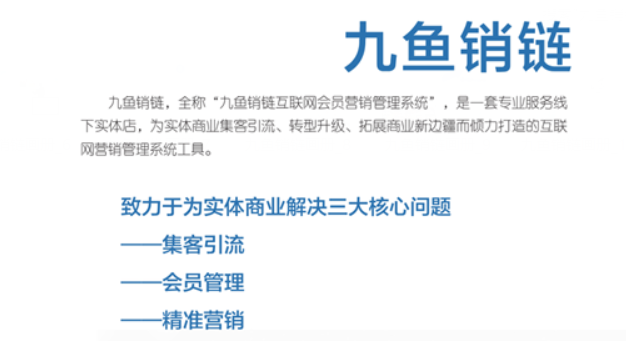 九鱼销链
九鱼销链，全称“九鱼销链互联网会员营销管理系统”，是一套专业服务线
下实体店，为实体商业集客引流、转型升级、拓展商业新边疆而倾力打造的互联
网营销管理系统工具。
致力于为实体商业解决三大核心问题
——集客引流
——会员管理
——精准营销